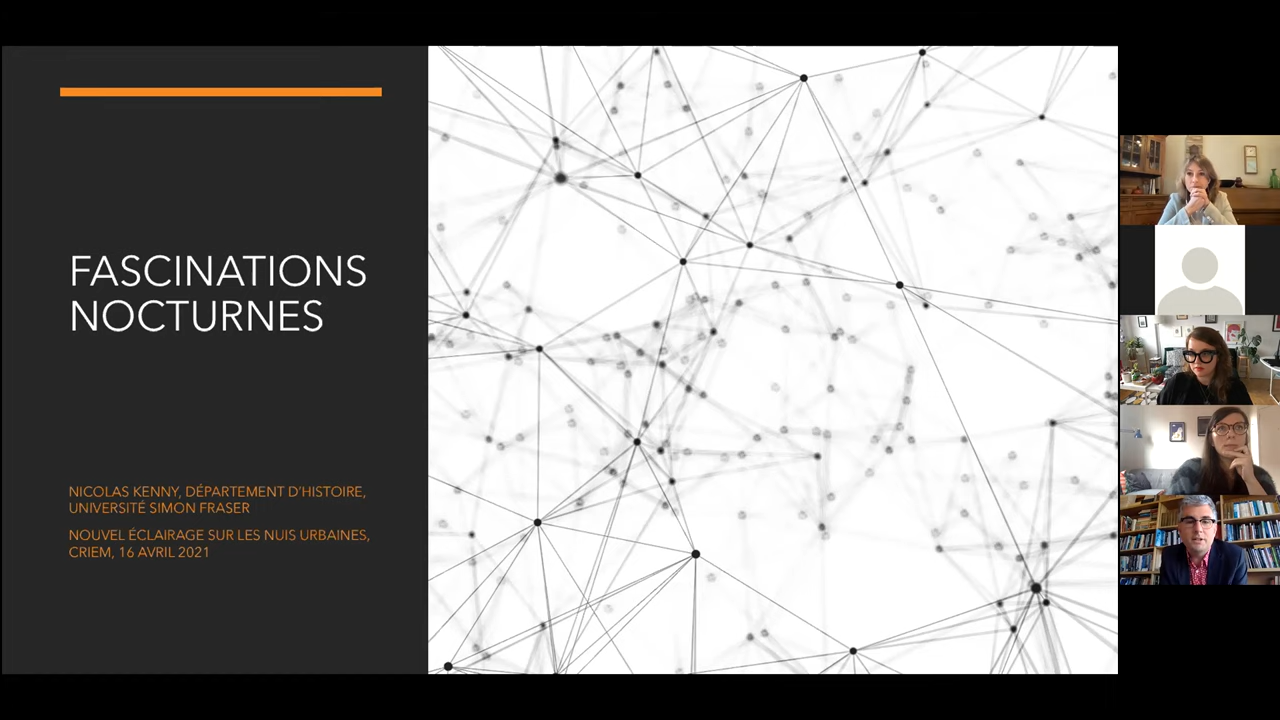 FASCINATIONS
NOCTURNES
NICOLAS KENNY, DÉPARTEMENT D'HISTOIRE,
UNIVERSITÉ SIMON FRASER
NOUVEL ÉCLAIRAGE SUR LES NUIS URBAINES,
CRIEM, 16 AVRIL 2021